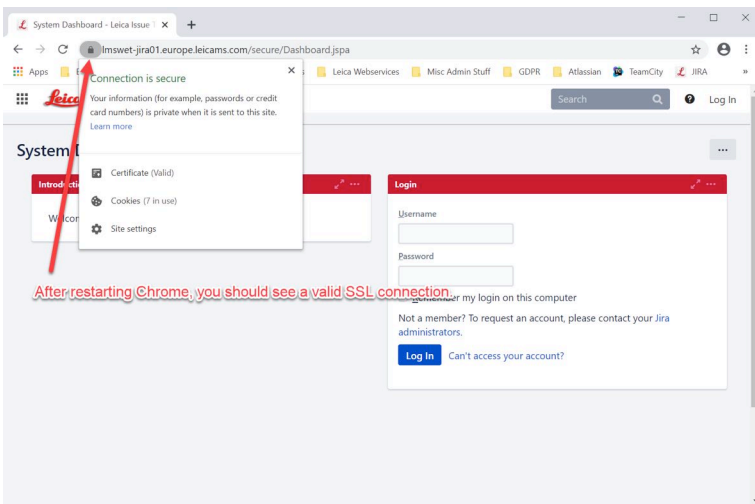 System Dashboard - Leica Issue T
lmswet-jira01.europe.leicams.com/secure/Dashboard.jspa
Apps
Leica Webservices
Misc Admin Stuff
GDPR
Atlassian
TeamCity
JIRA
»
Connection is secure
Your information (for example, passwords or credit
card numbers) is private when it is sent to this site.
Learn more
Certificate (Valid)
Cookies (7 in use)
Site settings
Search
Log In
System
Login
Username
Password
Remember my login on this computer
Not a member? To request an account, please contact your Jira
administrators.
Log In
Can't access your account?
After restarting Chrome, you should see a valid SSL connection.